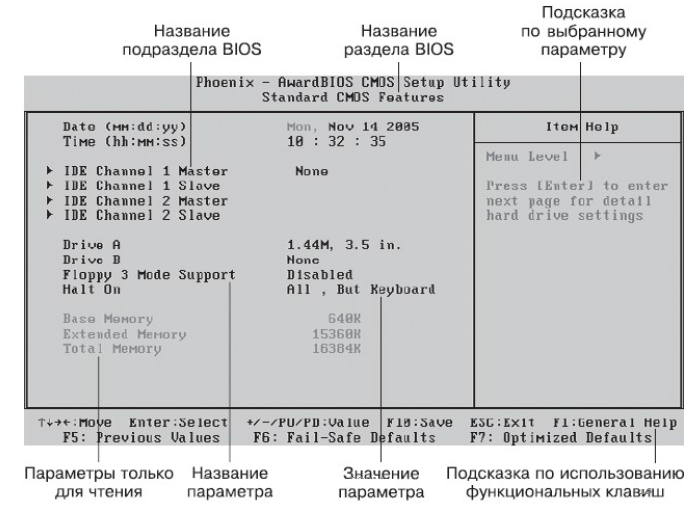 Название
подраздела BIOS
Название
раздела BIOS
Подсказка
по выбранному
параметру
Phoenix - AwardBIOS CMOS Setup Utility
Standard CMOS Features
Date (мм:dd:yy) Mon, Nov 14 2005
Time (hh:мм:ss) 10 : 32 : 35
IDE Channel 1 Master None
IDE Channel 1 Slave
IDE Channel 2 Master
IDE Channel 2 Slave
Drive A 1.44M, 3.5 in.
Drive B None
Floppy 3 Mode Support Disabled
Halt On All , But Keyboard
Base Memory 640K
Extended Memory 15360K
Total Memory 16384K
Item Help
Menu Level ►
Press [Enter] to enter
next page for detail
hard drive settings
↑↓→←:Move Enter:Select +/-/PU/PD:Value F10:Save ESC:Exit F1:General Help
F5: Previous Values F6: Fail-Safe Defaults F7: Optimized Defaults
Параметры только
для чтения
Название
параметра
Значение
параметра
Подсказка по использованию
функциональных клавиш